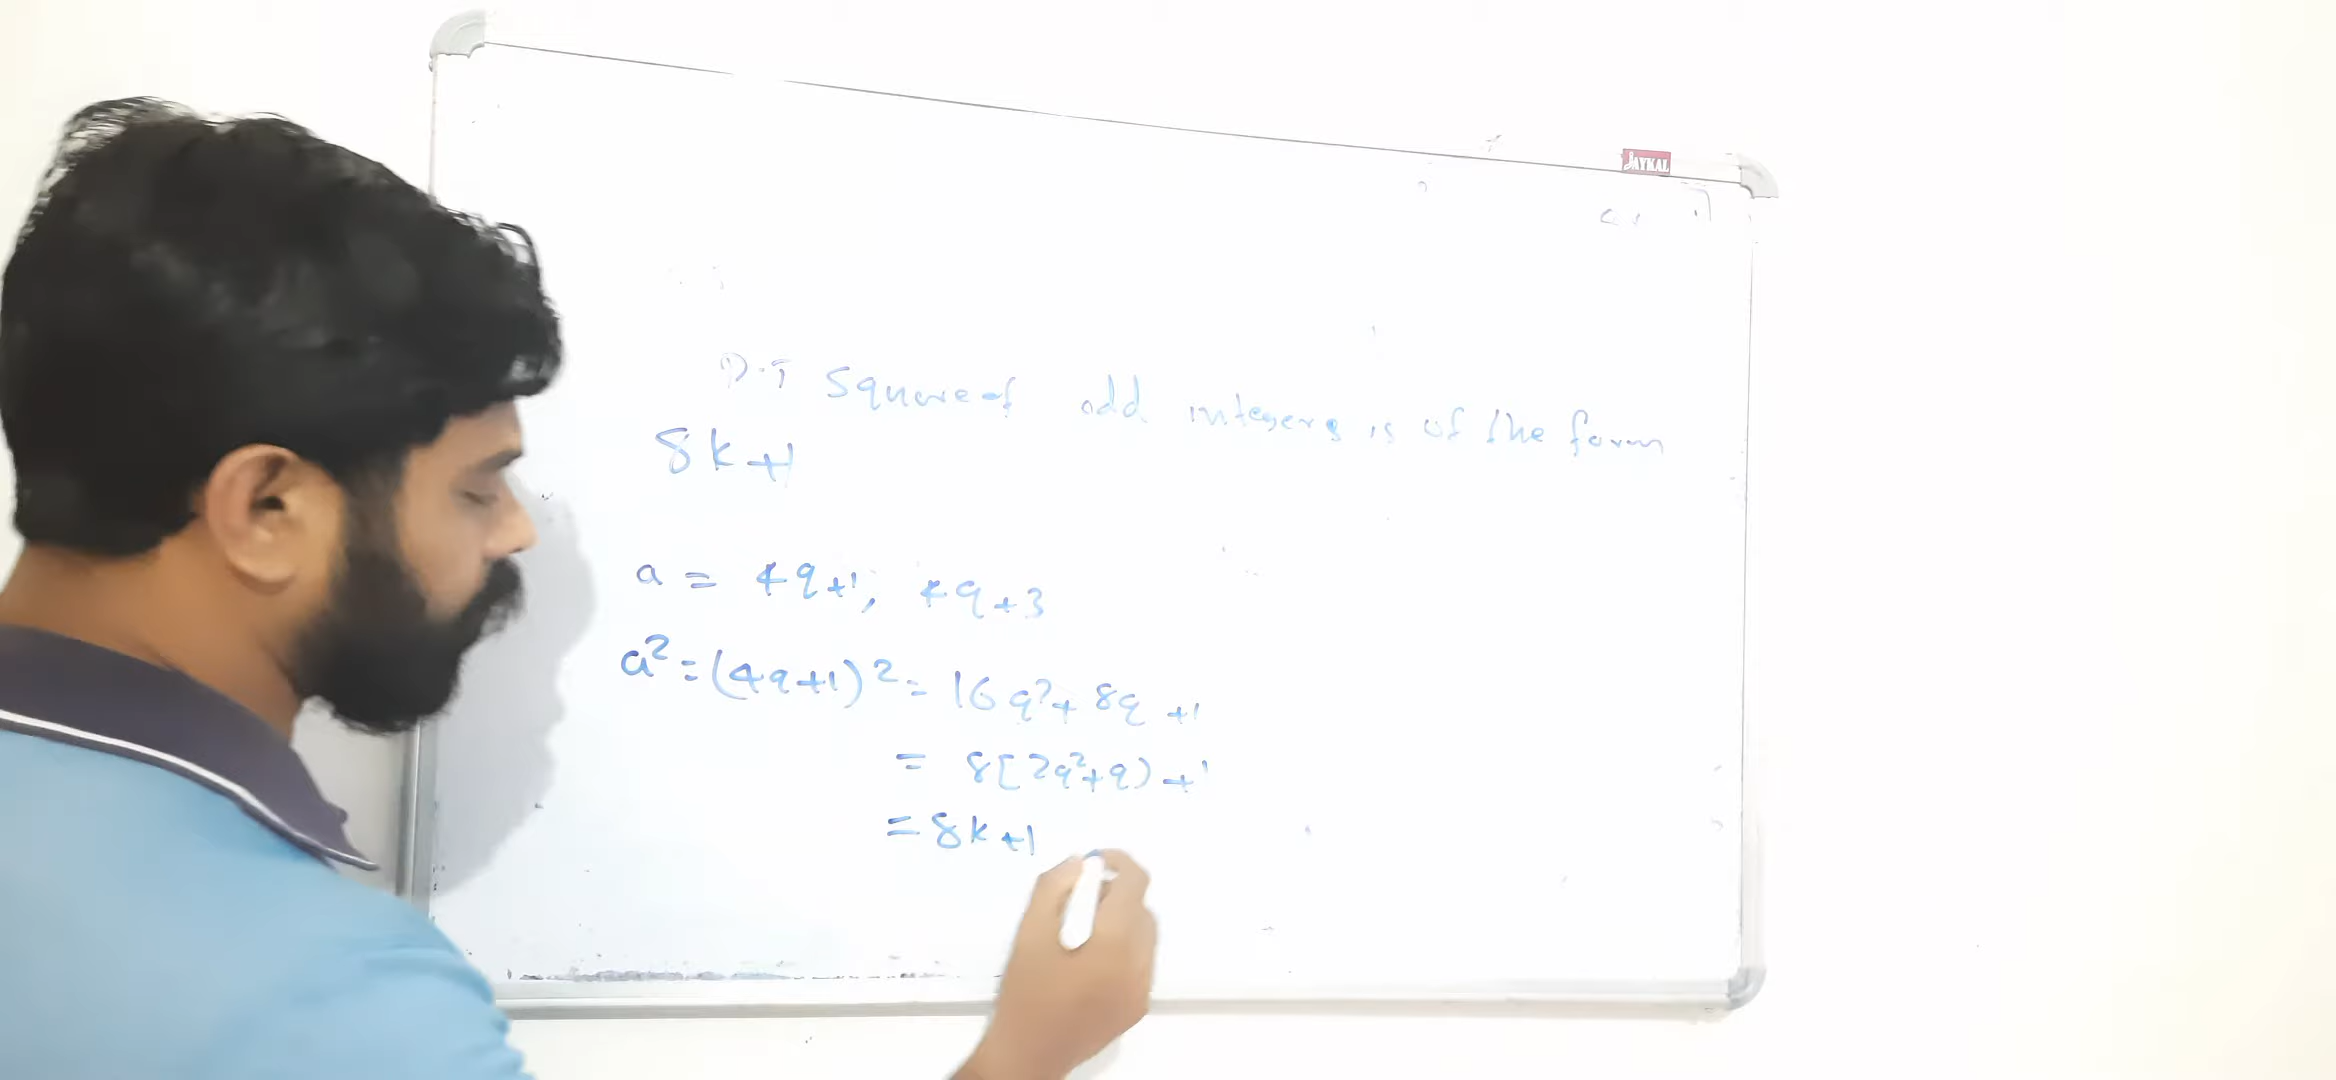 JAYKAL
P.T Square of odd integers is of the form
8k+1
a = 4q+1, 4q+3
a² = (4q+1)² = 16q² + 8q +1
= 8[2q²+q) +1
= 8k+1